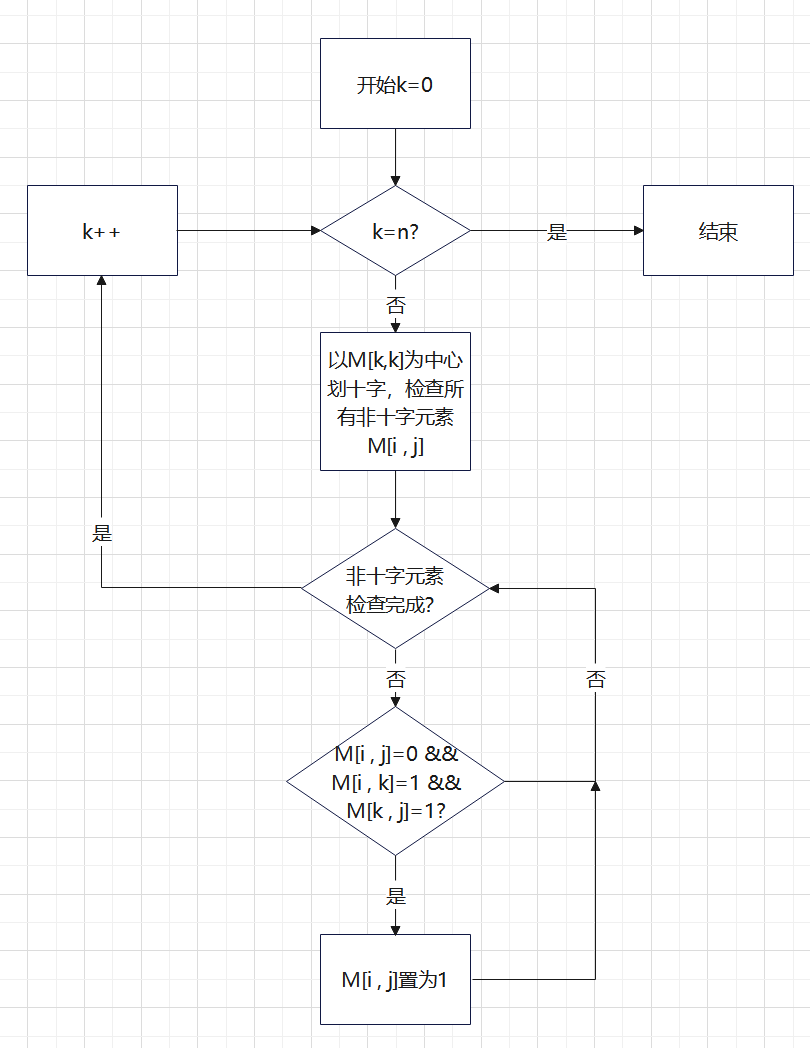 开始k=0
k++
k=n?
是
结束
否
以M[k,k]为中心
划十字，检查所
有非十字元素
M[i , j]
是
非十字元素
检查完成?
否
否
M[i , j]=0 &&
M[i , k]=1 &&
M[k , j]=1?
是
M[i , j]置为1